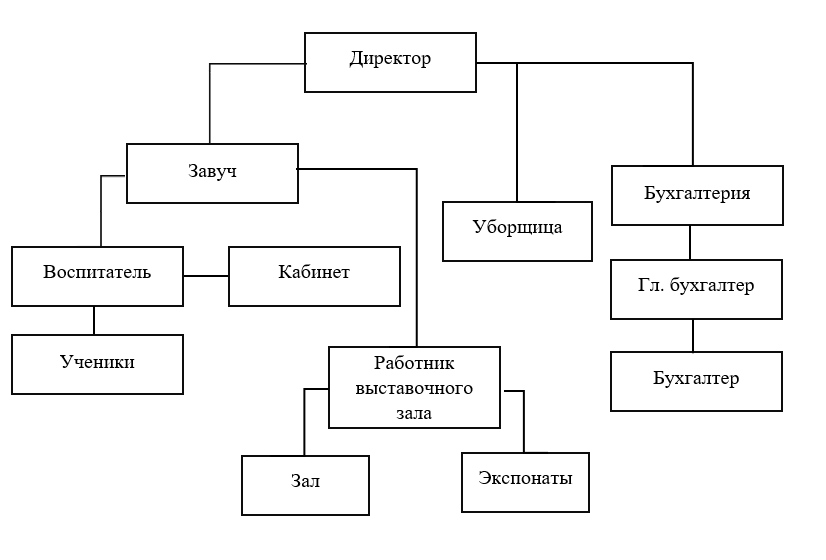 Директор
Завуч
Бухгалтерия
Уборщица
Воспитатель
Кабинет
Гл. бухгалтер
Ученики
Работник
выставочного
зала
Бухгалтер
Зал
Экспонаты